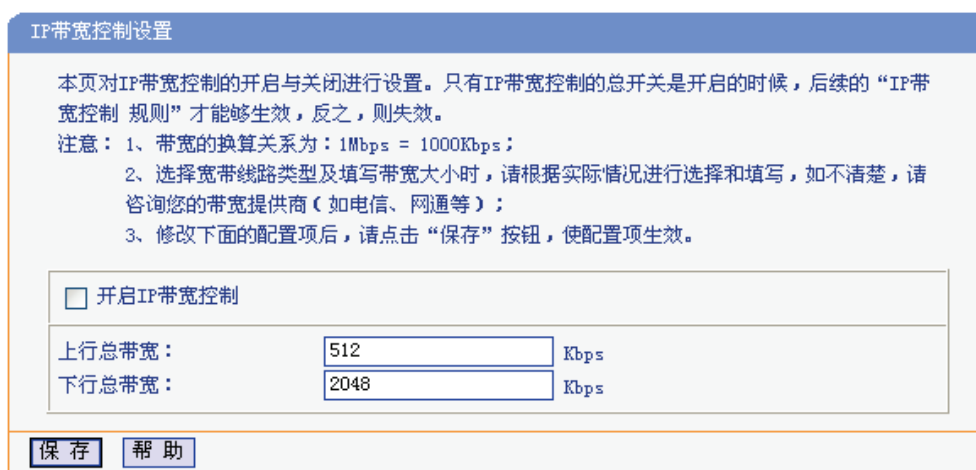 IP带宽控制设置
本页对IP带宽控制的开启与关闭进行设置。只有IP带宽控制的总开关是开启的时候，后续的“IP带
宽控制 规则”才能够生效，反之，则失效。
注意：1、带宽的换算关系为：1Mbps = 1000Kbps；
2、选择宽带线路类型及填写带宽大小时，请根据实际情况进行选择和填写，如不清楚，请
咨询您的带宽提供商（如电信、网通等）；
3、修改下面的配置项后，请点击“保存”按钮，使配置项生效。
开启IP带宽控制
上行总带宽： 512 Kbps
下行总带宽： 2048 Kbps
保 存 帮 助